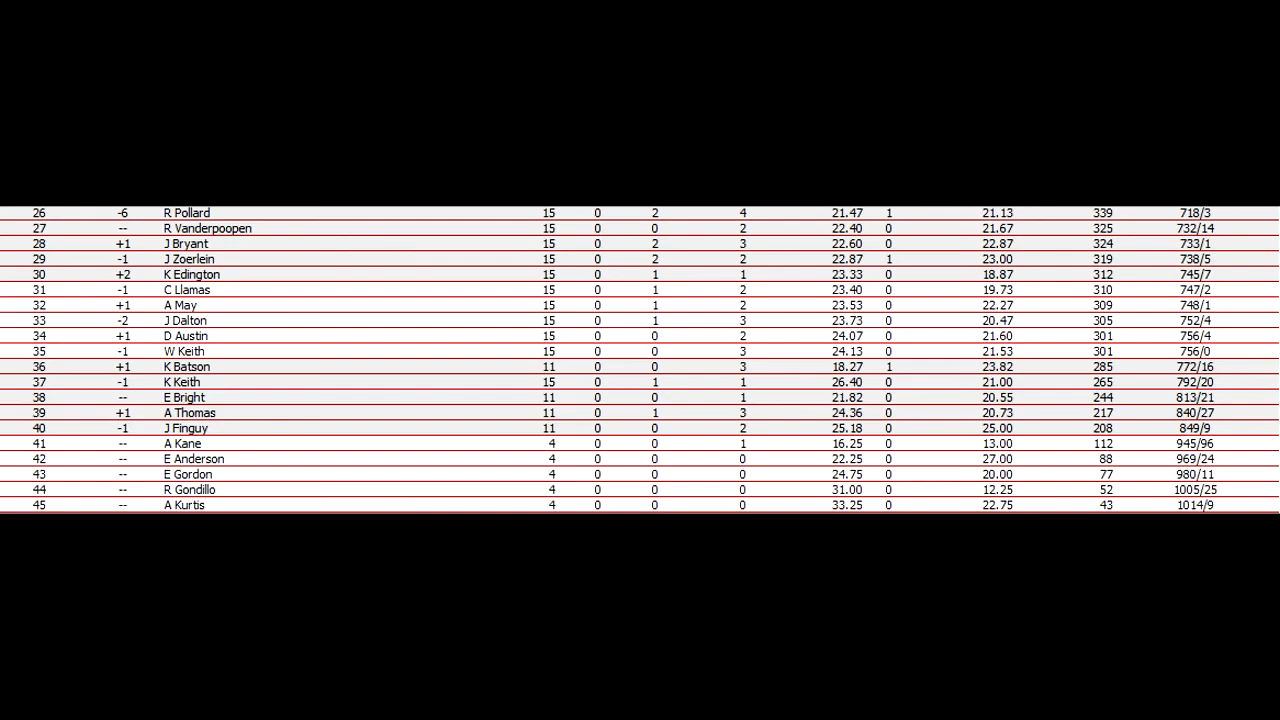 26 -6 R Pollard 15 0 2 4 21.47 1 21.13 339 718/3
27 -- R Vanderpoopen 15 0 0 2 22.40 0 21.67 325 732/14
28 +1 J Bryant 15 0 2 3 22.60 0 22.87 324 733/1
29 -1 J Zoerlein 15 0 2 2 22.87 1 23.00 319 738/5
30 +2 K Edington 15 0 1 1 23.33 0 18.87 312 745/7
31 -1 C Llamas 15 0 1 2 23.40 0 19.73 310 747/2
32 +1 A May 15 0 1 2 23.53 0 22.27 309 748/1
33 -2 J Dalton 15 0 1 3 23.73 0 20.47 305 752/4
34 +1 D Austin 15 0 0 2 24.07 0 21.60 301 756/4
35 -1 W Keith 15 0 0 3 24.13 0 21.53 301 756/0
36 +1 K Batson 11 0 0 3 18.27 1 23.82 285 772/16
37 -1 K Keith 15 0 1 1 26.40 0 21.00 265 792/20
38 -- E Bright 11 0 0 1 21.82 0 20.55 244 813/21
39 +1 A Thomas 11 0 1 3 24.36 0 20.73 217 840/27
40 -1 J Finguy 11 0 0 2 25.18 0 25.00 208 849/9
41 -- A Kane 4 0 0 1 16.25 0 13.00 112 945/96
42 -- E Anderson 4 0 0 0 22.25 0 27.00 88 969/24
43 -- E Gordon 4 0 0 0 24.75 0 20.00 77 980/11
44 -- R Gondillo 4 0 0 0 31.00 0 12.25 52 1005/25
45 -- A Kurtis 4 0 0 0 33.25 0 22.75 43 1014/9